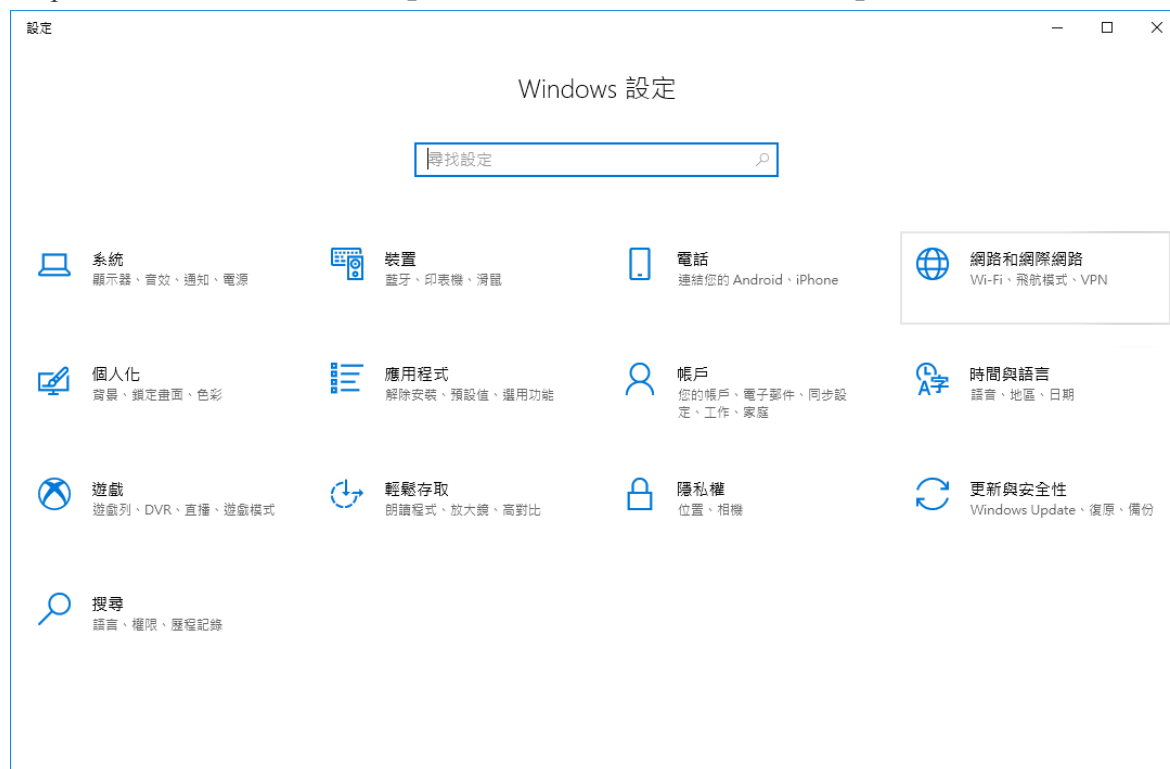 設定
Windows 設定
尋找設定
系統
顯示器、音效、通知、電源
裝置
藍牙、印表機、滑鼠
電話
連結您的 Android、iPhone
網路和網際網路
Wi-Fi、飛航模式、VPN
個人化
背景、鎖定畫面、色彩
應用程式
解除安裝、預設值、選用功能
帳戶
您的帳戶、電子郵件、同步設
定、工作、家庭
時間與語言
語音、地區、日期
遊戲
遊戲列、DVR、直播、遊戲模式
輕鬆存取
朗讀程式、放大鏡、高對比
隱私權
位置、相機
更新與安全性
Windows Update、復原、備份
搜尋
語言、權限、歷程記錄